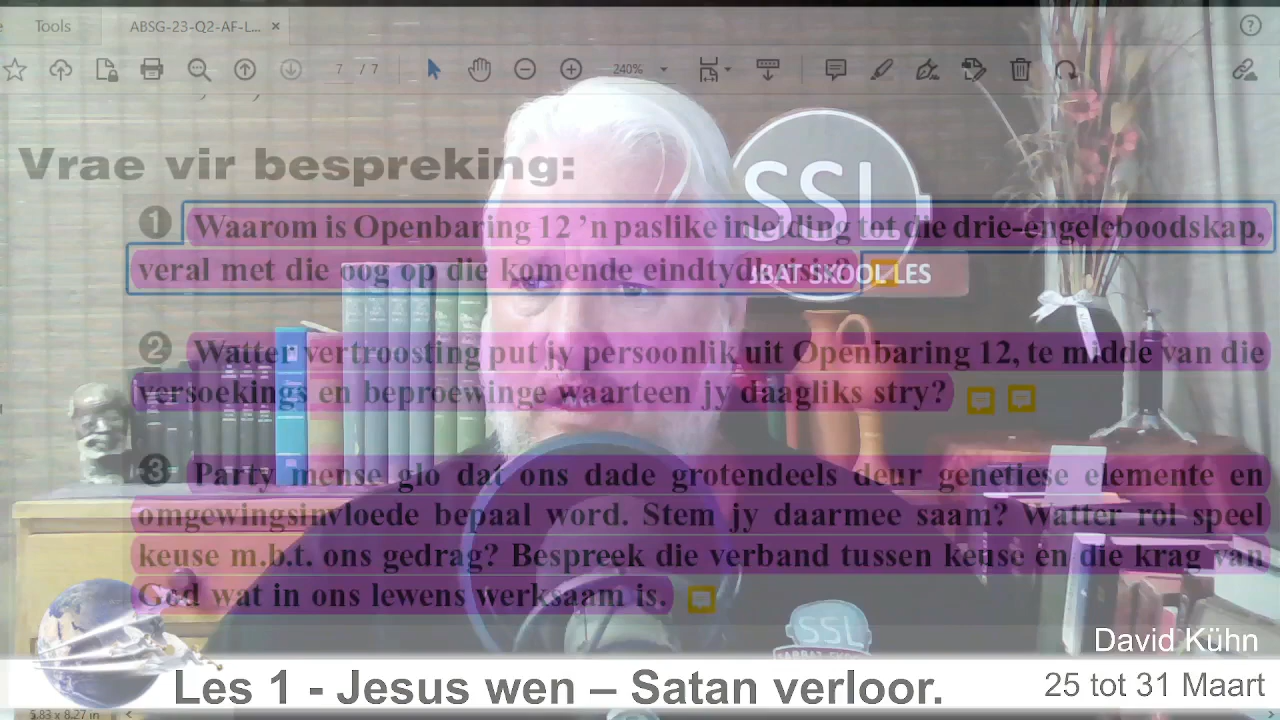 Tools
ABSG-23-Q2-AF-L... ×
7 / 7
240%
Vrae vir bespreking:
1 Waarom is Openbaring 12 ’n paslike inleiding tot die drie-engeleboodskap,
veral met die oog op die komende eindtydkrisis?
2 Watter vertroosting put jy persoonlik uit Openbaring 12, te midde van die
versoekings en beproewinge waarteen jy daagliks stry?
3 Party mense glo dat ons dade grotendeels deur genetiese elemente en
omgewingsinvloede bepaal word. Stem jy daarmee saam? Watter rol speel
keuse m.b.t. ons gedrag? Bespreek die verband tussen keuse en die krag van
God wat in ons lewens werksaam is.
SSL
BAT SKOOL LES
SSL
David Kühn
Les 1 - Jesus wen – Satan verloor.
25 tot 31 Maart
5.83 x 8.27 in